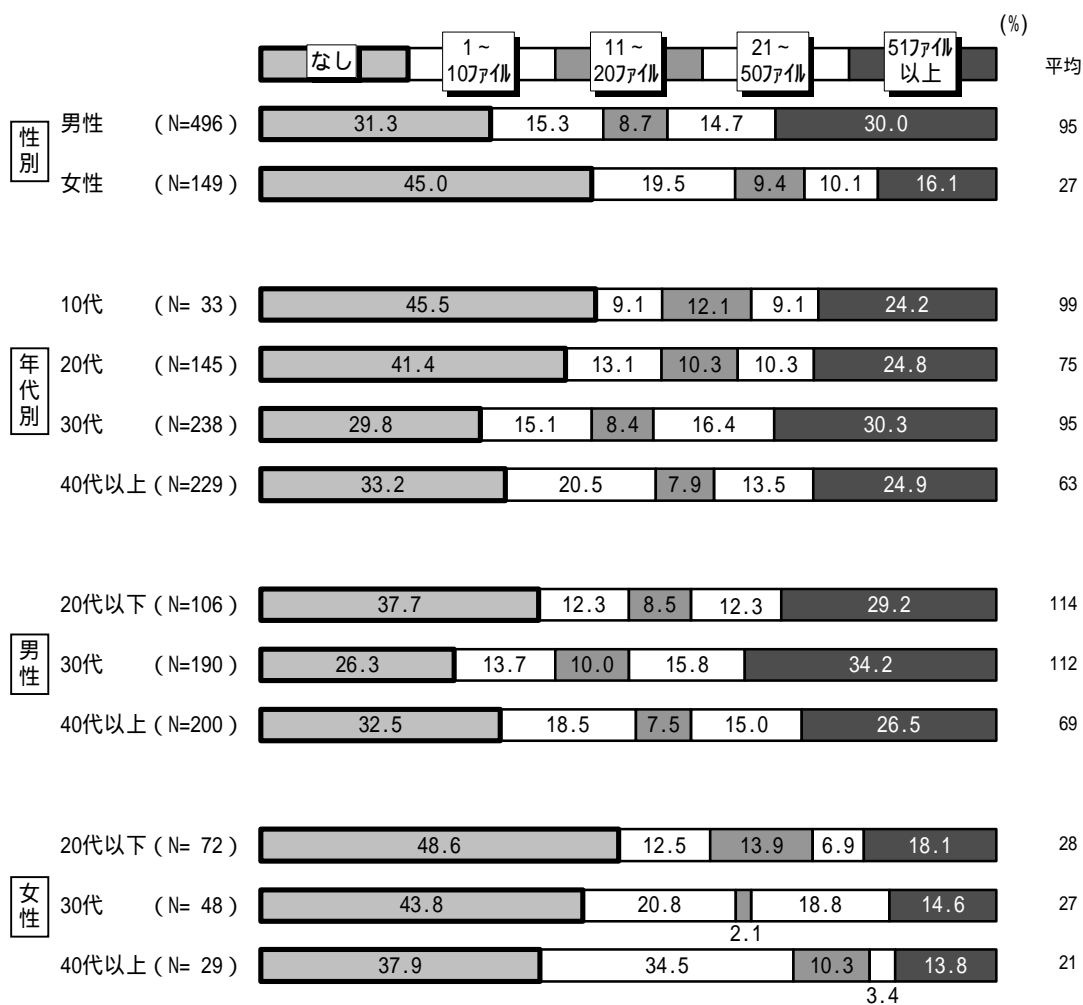 (%)
なし 1～10ファイル 11～20ファイル 21～50ファイル 51ファイル以上 平均
性別
男性 (N=496) 31.3 15.3 8.7 14.7 30.0 95
女性 (N=149) 45.0 19.5 9.4 10.1 16.1 27
年代別
10代 (N= 33) 45.5 9.1 12.1 9.1 24.2 99
20代 (N=145) 41.4 13.1 10.3 10.3 24.8 75
30代 (N=238) 29.8 15.1 8.4 16.4 30.3 95
40代以上 (N=229) 33.2 20.5 7.9 13.5 24.9 63
男性
20代以下 (N=106) 37.7 12.3 8.5 12.3 29.2 114
30代 (N=190) 26.3 13.7 10.0 15.8 34.2 112
40代以上 (N=200) 32.5 18.5 7.5 15.0 26.5 69
女性
20代以下 (N= 72) 48.6 12.5 13.9 6.9 18.1 28
30代 (N= 48) 43.8 20.8 2.1 18.8 14.6 27
40代以上 (N= 29) 37.9 34.5 10.3 3.4 13.8 21